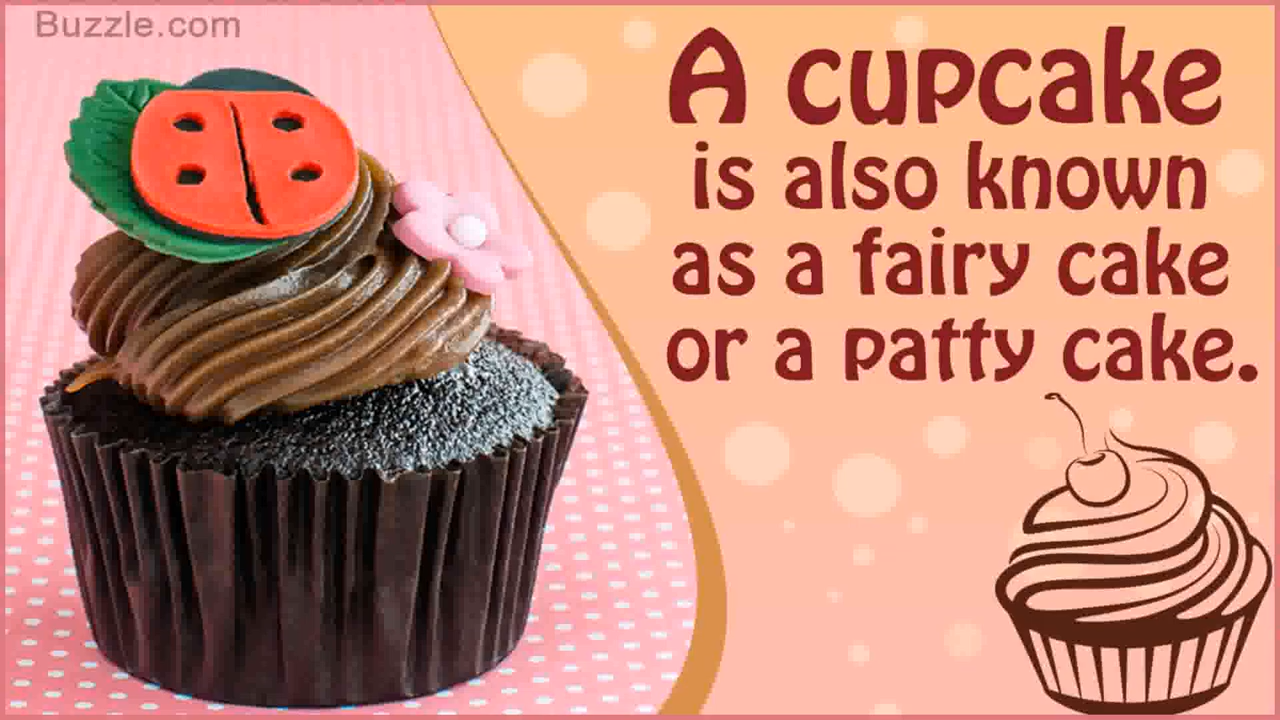 Buzzle.com
A cupcake
is also known
as a fairy cake
or a patty cake.